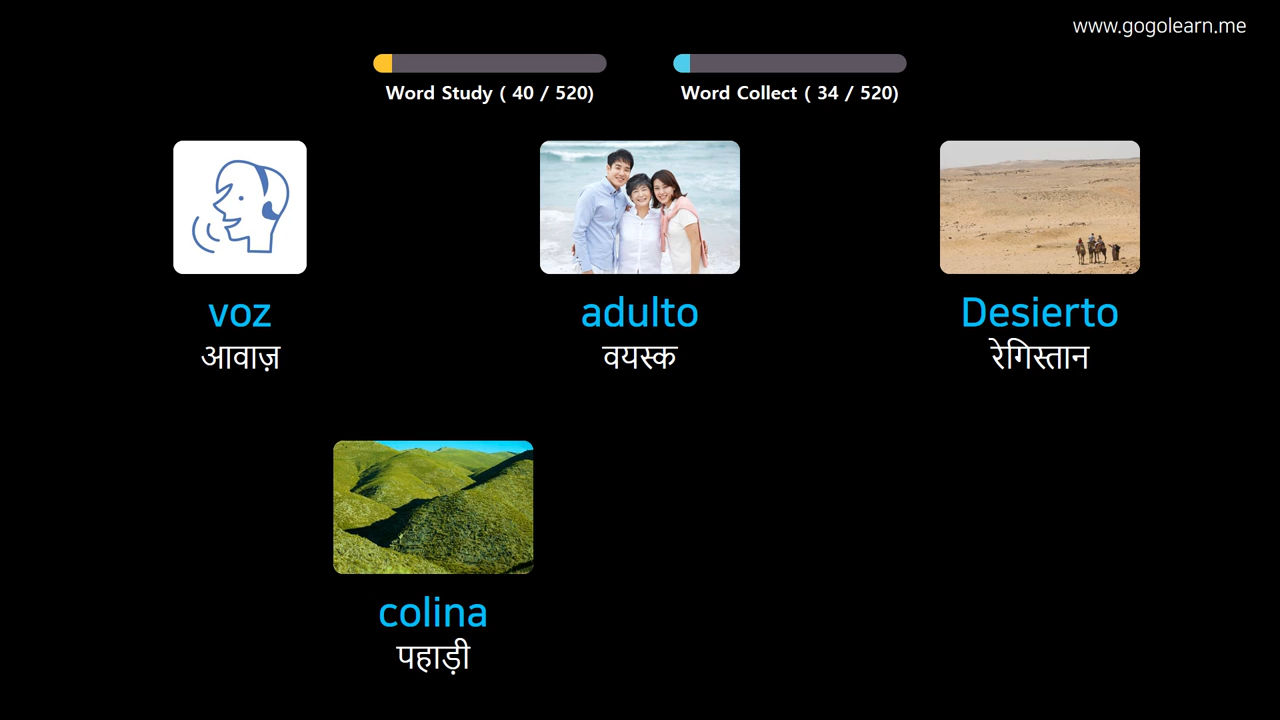 www.gogolearn.me
Word Study ( 40 / 520)
Word Collect ( 34 / 520)
voz
आवाज़
adulto
वयस्क
Desierto
रेगिस्तान
colina
पहाड़ी